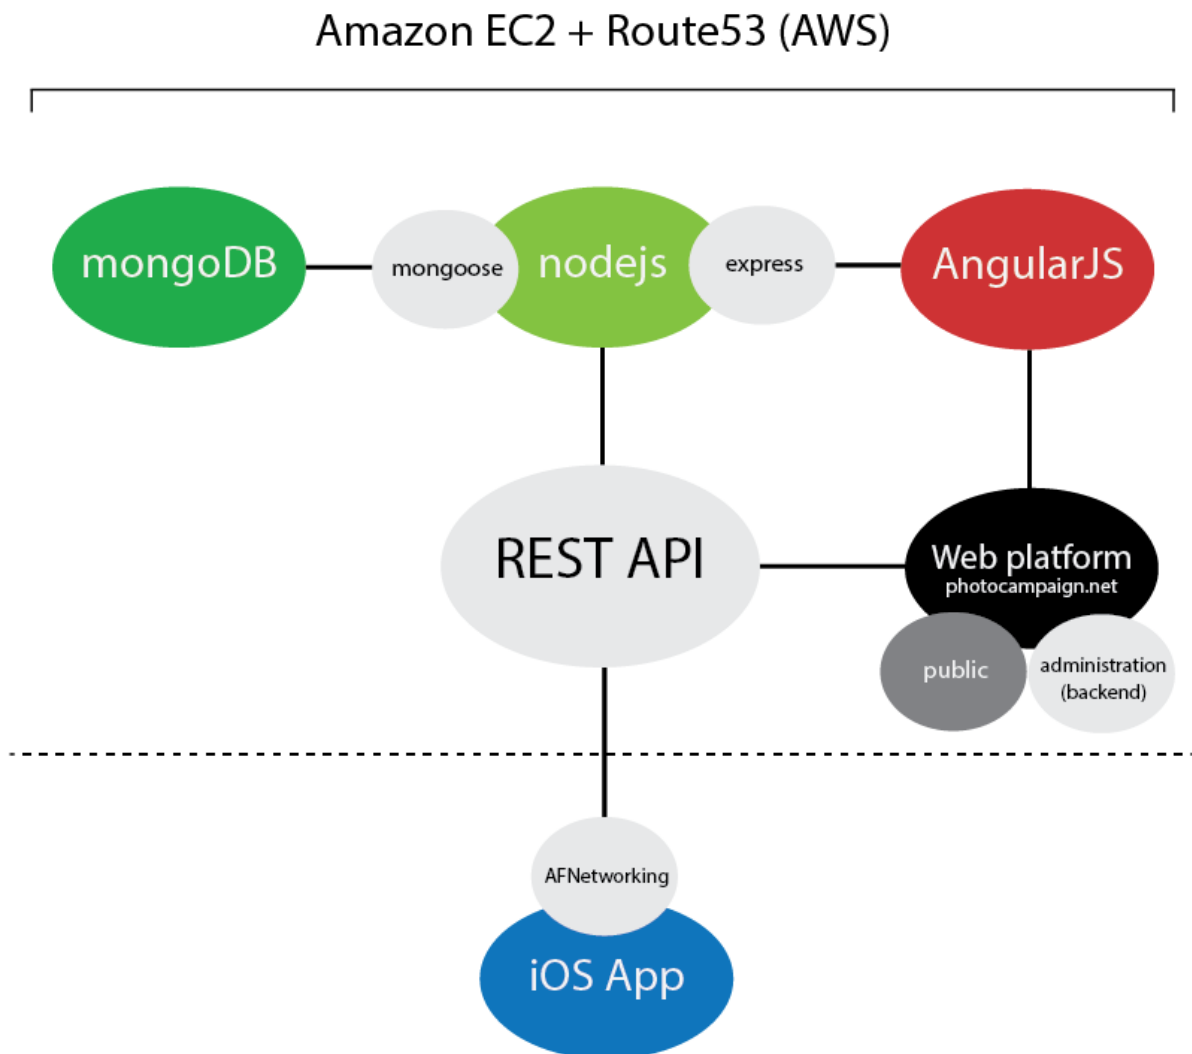 Amazon EC2 + Route53 (AWS)
mongoDB
mongoose
nodejs
express
AngularJS
REST API
Web platform
photocampaign.net
public
administration
(backend)
AFNetworking
iOS App